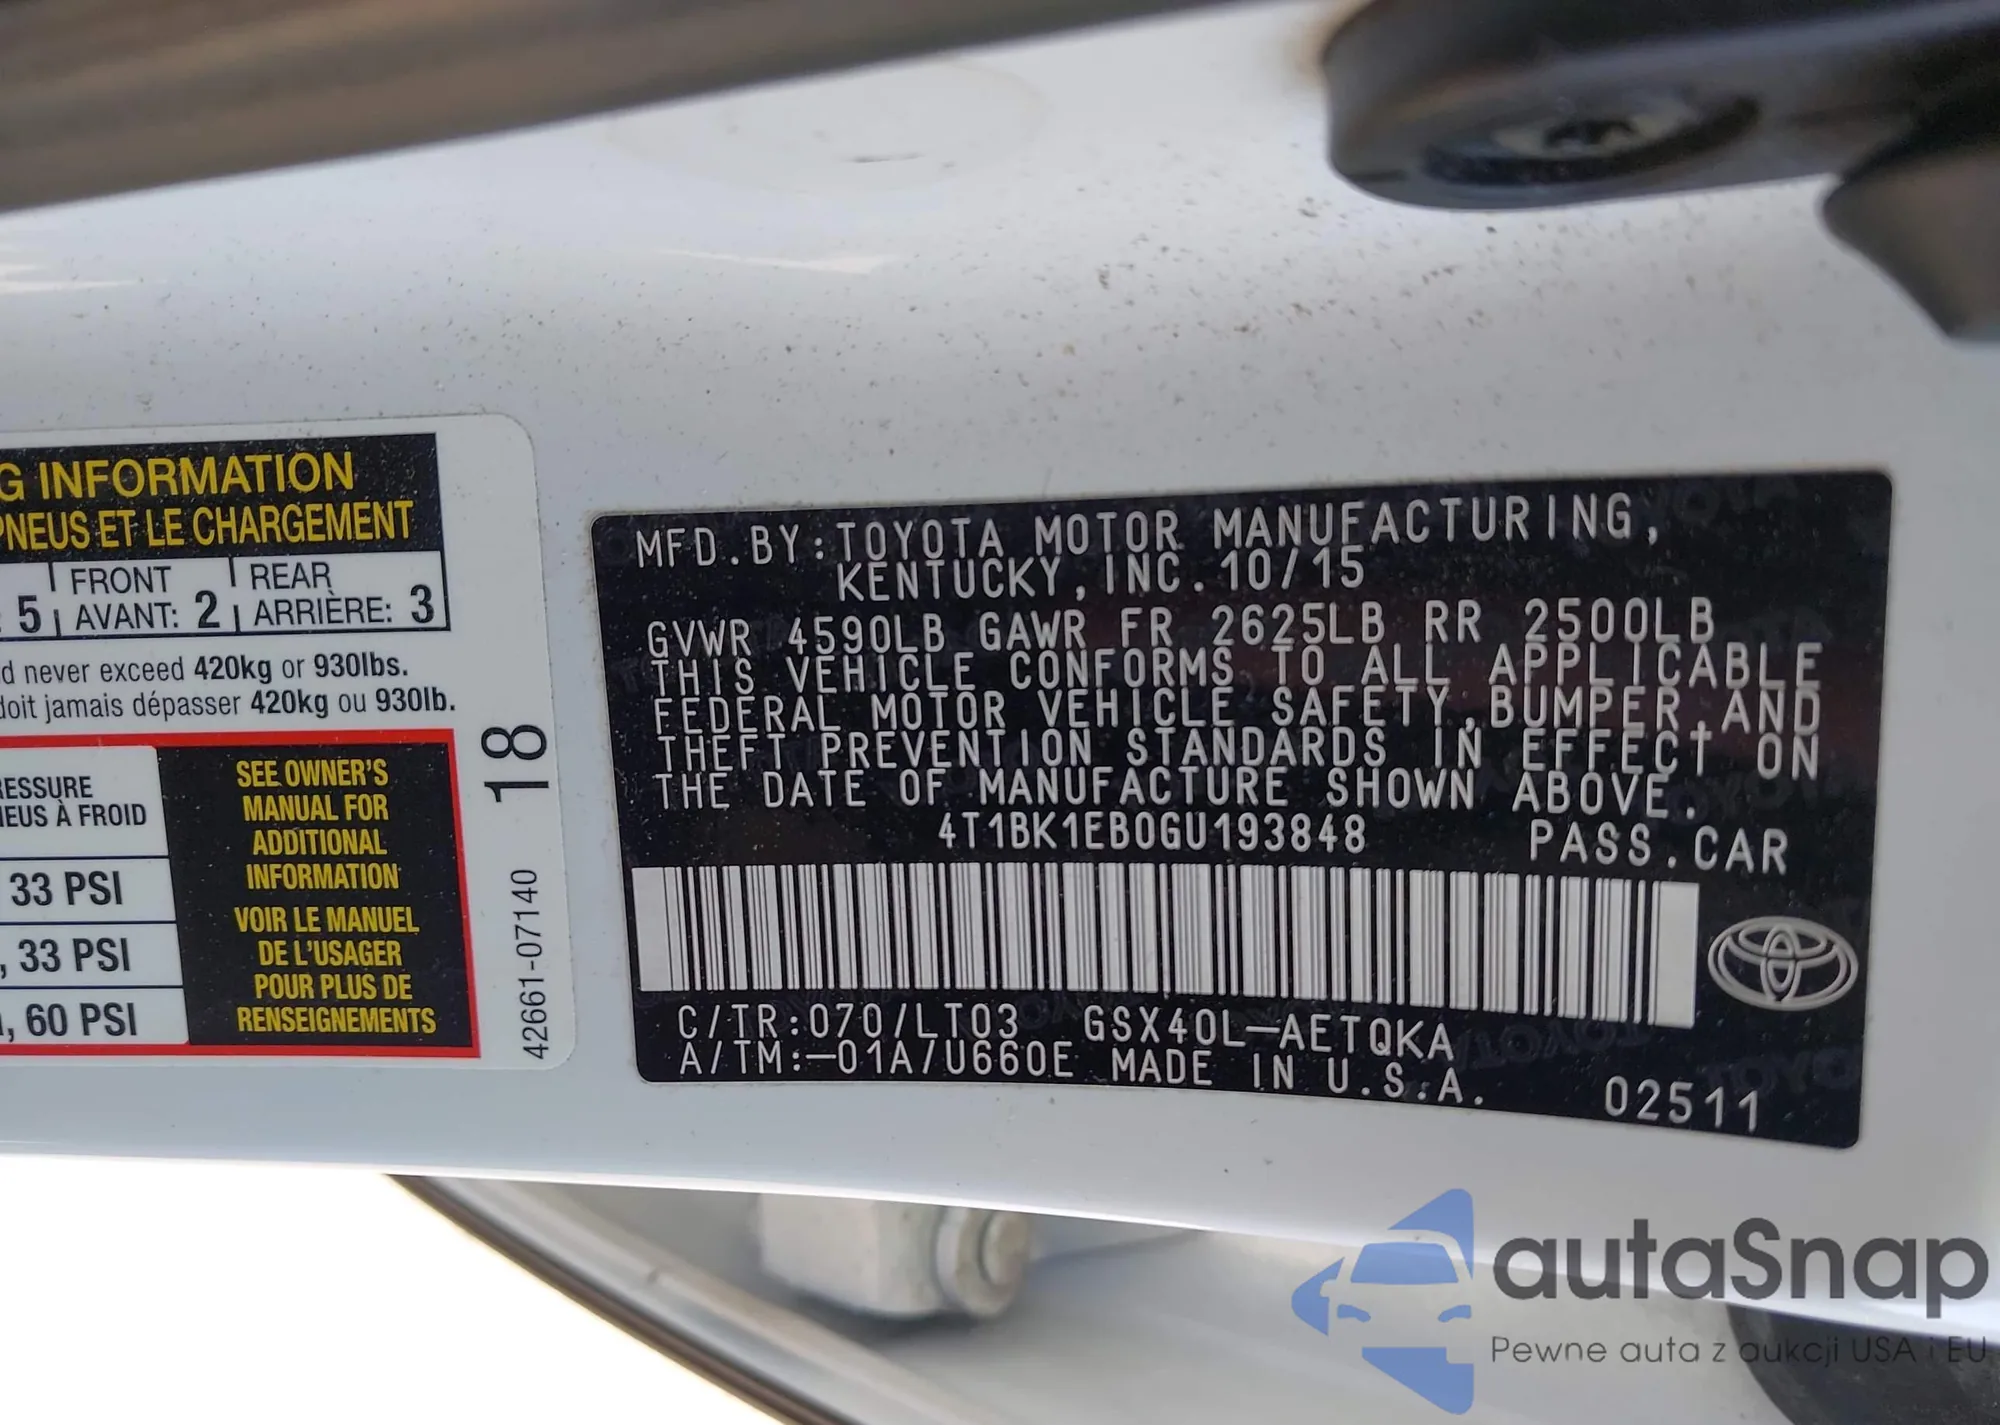 G INFORMATION
PNEUS ET LE CHARGEMENT
5 FRONT AVANT: 2 REAR ARRIÈRE: 3
d never exceed 420kg or 930lbs.
doit jamais dépasser 420kg ou 930lb.
RESSURE
NEUS À FROID
33 PSI
, 33 PSI
, 60 PSI
SEE OWNER'S
MANUAL FOR
ADDITIONAL
INFORMATION
VOIR LE MANUEL
DE L'USAGER
POUR PLUS DE
RENSEIGNEMENTS
18
42661-07140
MFD.BY:TOYOTA MOTOR MANUFACTURING,
KENTUCKY,INC.10/15
GVWR 4590LB GAWR FR 2625LB RR 2500LB
THIS VEHICLE CONFORMS TO ALL APPLICABLE
FEDERAL MOTOR VEHICLE SAFETY,BUMPER,AND
THEFT PREVENTION STANDARDS IN EFFECT ON
THE DATE OF MANUFACTURE SHOWN ABOVE.
4T1BK1EB0GU193848 PASS.CAR
C/TR:070/LT03 GSX40L-AETQKA
A/TM:-01A/U660E MADE IN U.S.A.
02511
autaSnap
Pewne auta z aukcji USA i EU